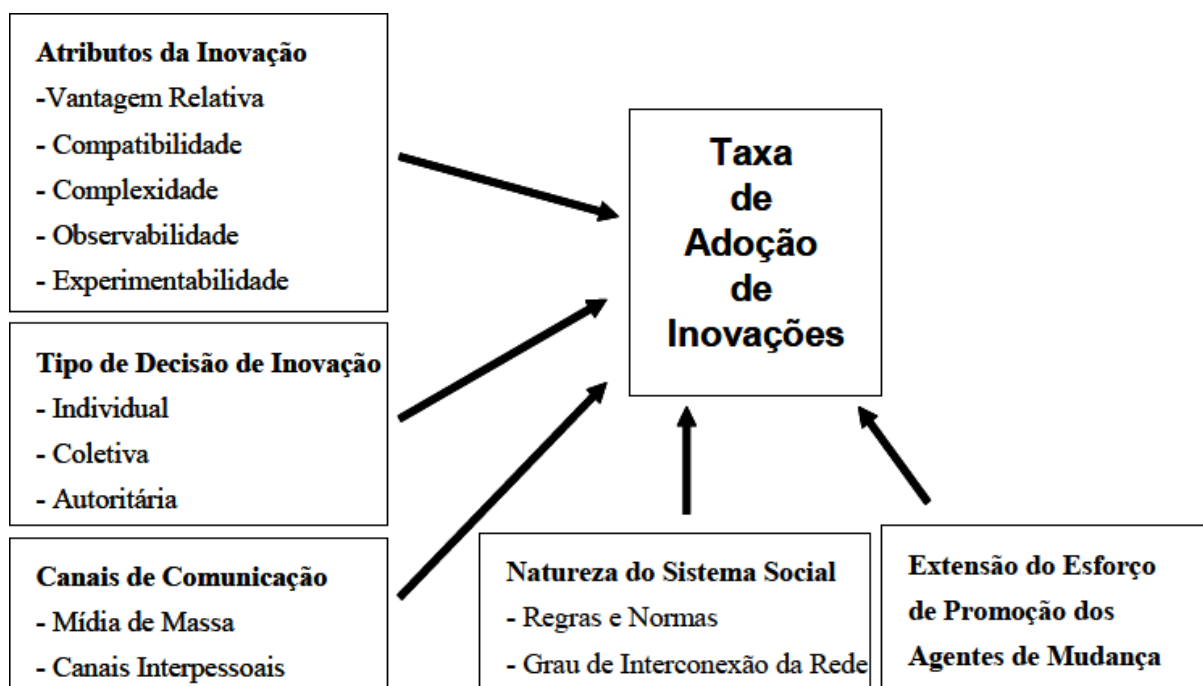 Atributos da Inovação
-Vantagem Relativa
- Compatibilidade
- Complexidade
- Observabilidade
- Experimentabilidade
Tipo de Decisão de Inovação
- Individual
- Coletiva
- Autoritária
Canais de Comunicação
- Mídia de Massa
- Canais Interpessoais
Taxa
de
Adoção
de
Inovações
Natureza do Sistema Social
- Regras e Normas
- Grau de Interconexão da Rede
Extensão do Esforço
de Promoção dos
Agentes de Mudança